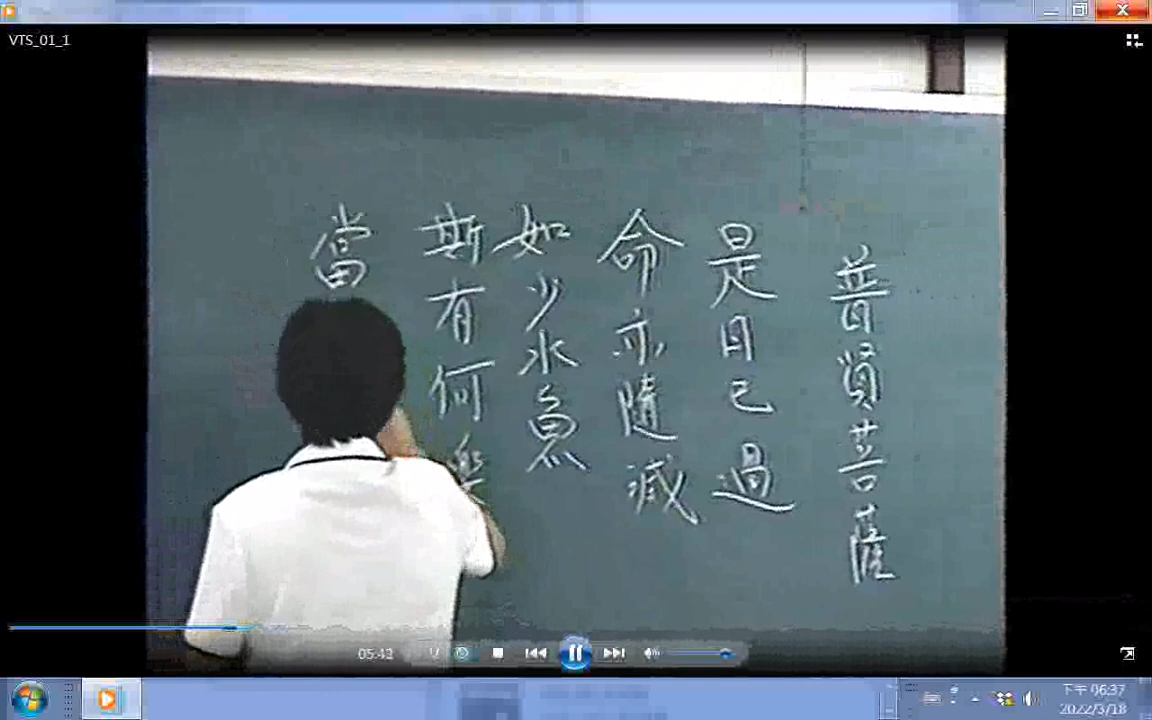 VTS_01_1
普賢菩薩
是日已過
命亦隨減
如少水魚
斯有何樂
當
05:43
下午 06:37
2022/3/18